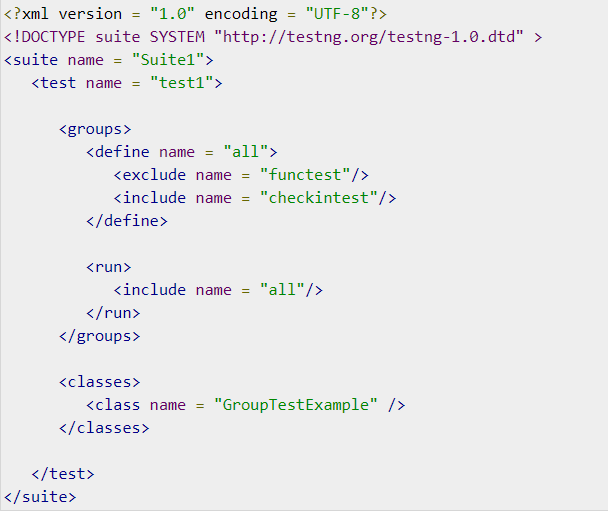 <?xml version = "1.0" encoding = "UTF-8"?>
<!DOCTYPE suite SYSTEM "http://testng.org/testng-1.0.dtd" >
<suite name = "Suite1">
   <test name = "test1">

      <groups>
         <define name = "all">
            <exclude name = "functest"/>
            <include name = "checkintest"/>
         </define>

         <run>
            <include name = "all"/>
         </run>
      </groups>

      <classes>
         <class name = "GroupTestExample" />
      </classes>

   </test>
</suite>